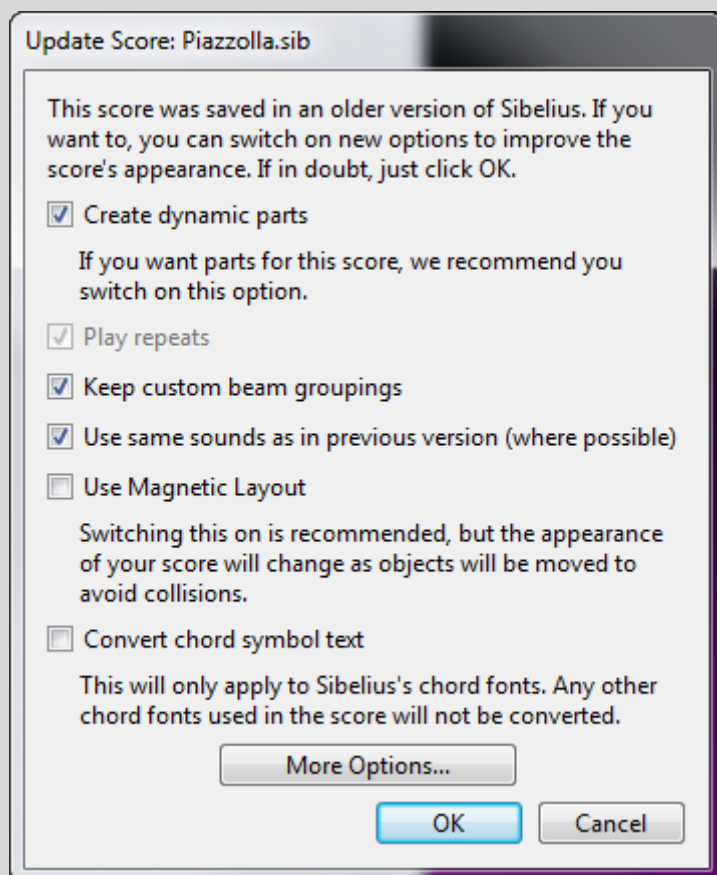 Update Score: Piazzolla.sib
This score was saved in an older version of Sibelius. If you
want to, you can switch on new options to improve the
score's appearance. If in doubt, just click OK.
Create dynamic parts
If you want parts for this score, we recommend you
switch on this option.
Play repeats
Keep custom beam groupings
Use same sounds as in previous version (where possible)
Use Magnetic Layout
Switching this on is recommended, but the appearance
of your score will change as objects will be moved to
avoid collisions.
Convert chord symbol text
This will only apply to Sibelius's chord fonts. Any other
chord fonts used in the score will not be converted.
More Options...
OK Cancel